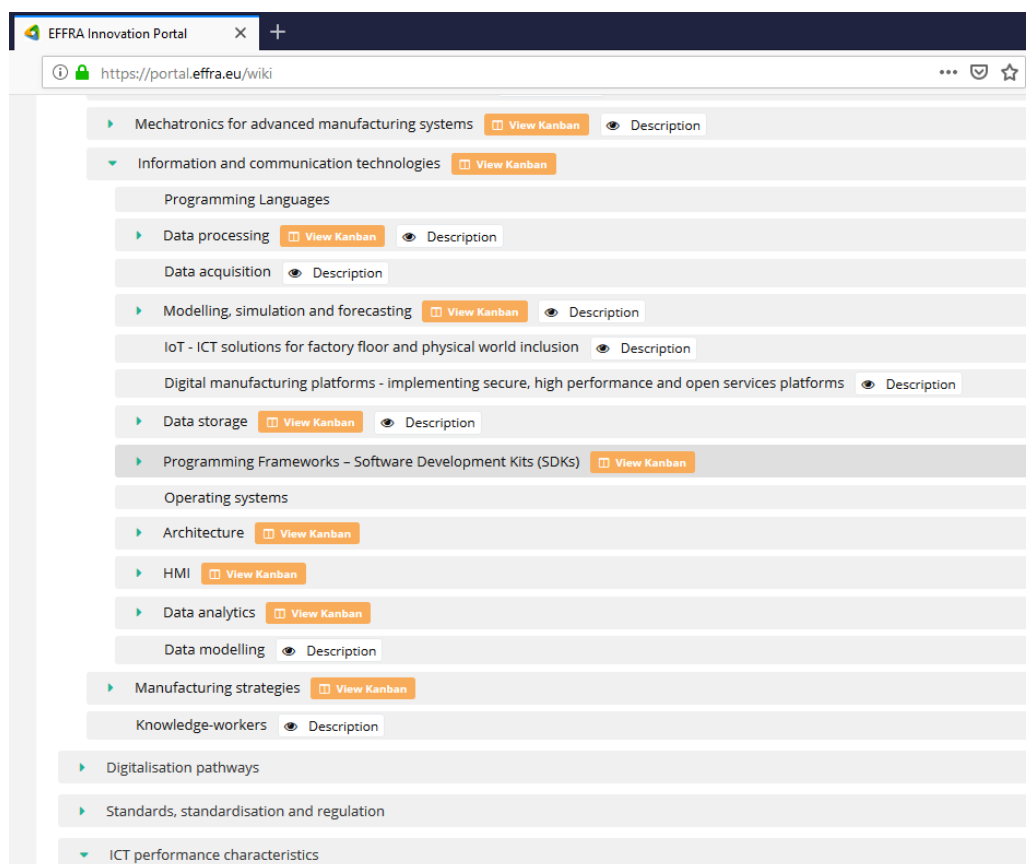 EFFRA Innovation Portal
https://portal.effra.eu/wiki
Mechatronics for advanced manufacturing systems View Kanban Description
Information and communication technologies View Kanban
Programming Languages
Data processing View Kanban Description
Data acquisition Description
Modelling, simulation and forecasting View Kanban Description
IoT - ICT solutions for factory floor and physical world inclusion Description
Digital manufacturing platforms - implementing secure, high performance and open services platforms Description
Data storage View Kanban Description
Programming Frameworks – Software Development Kits (SDKs) View Kanban
Operating systems
Architecture View Kanban
HMI View Kanban
Data analytics View Kanban
Data modelling Description
Manufacturing strategies View Kanban
Knowledge-workers Description
Digitalisation pathways
Standards, standardisation and regulation
ICT performance characteristics